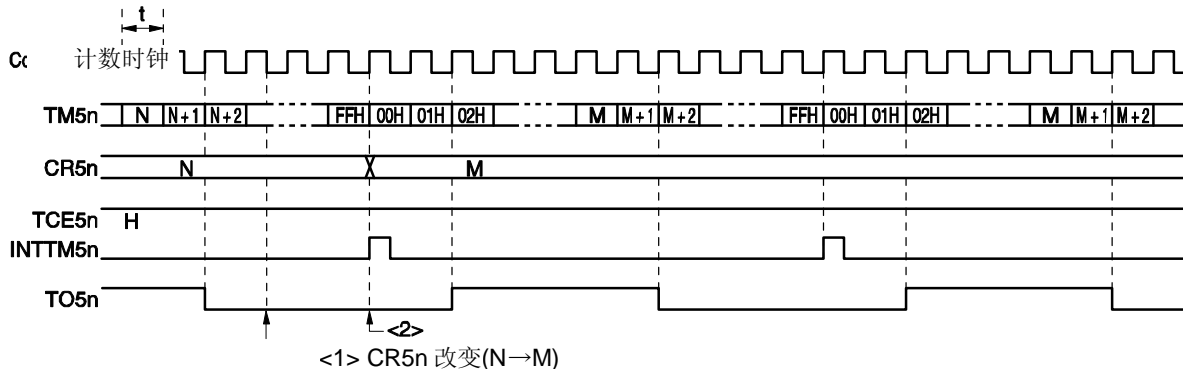 t
Cc 计数时钟
TM5n N N+1 N+2 FFH 00H 01H 02H M M+1 M+2 FFH 00H 01H 02H M M+1 M+2
CR5n N M
TCE5n H
INTTM5n
TO5n
<2>
<1> CR5n 改变(N→M)